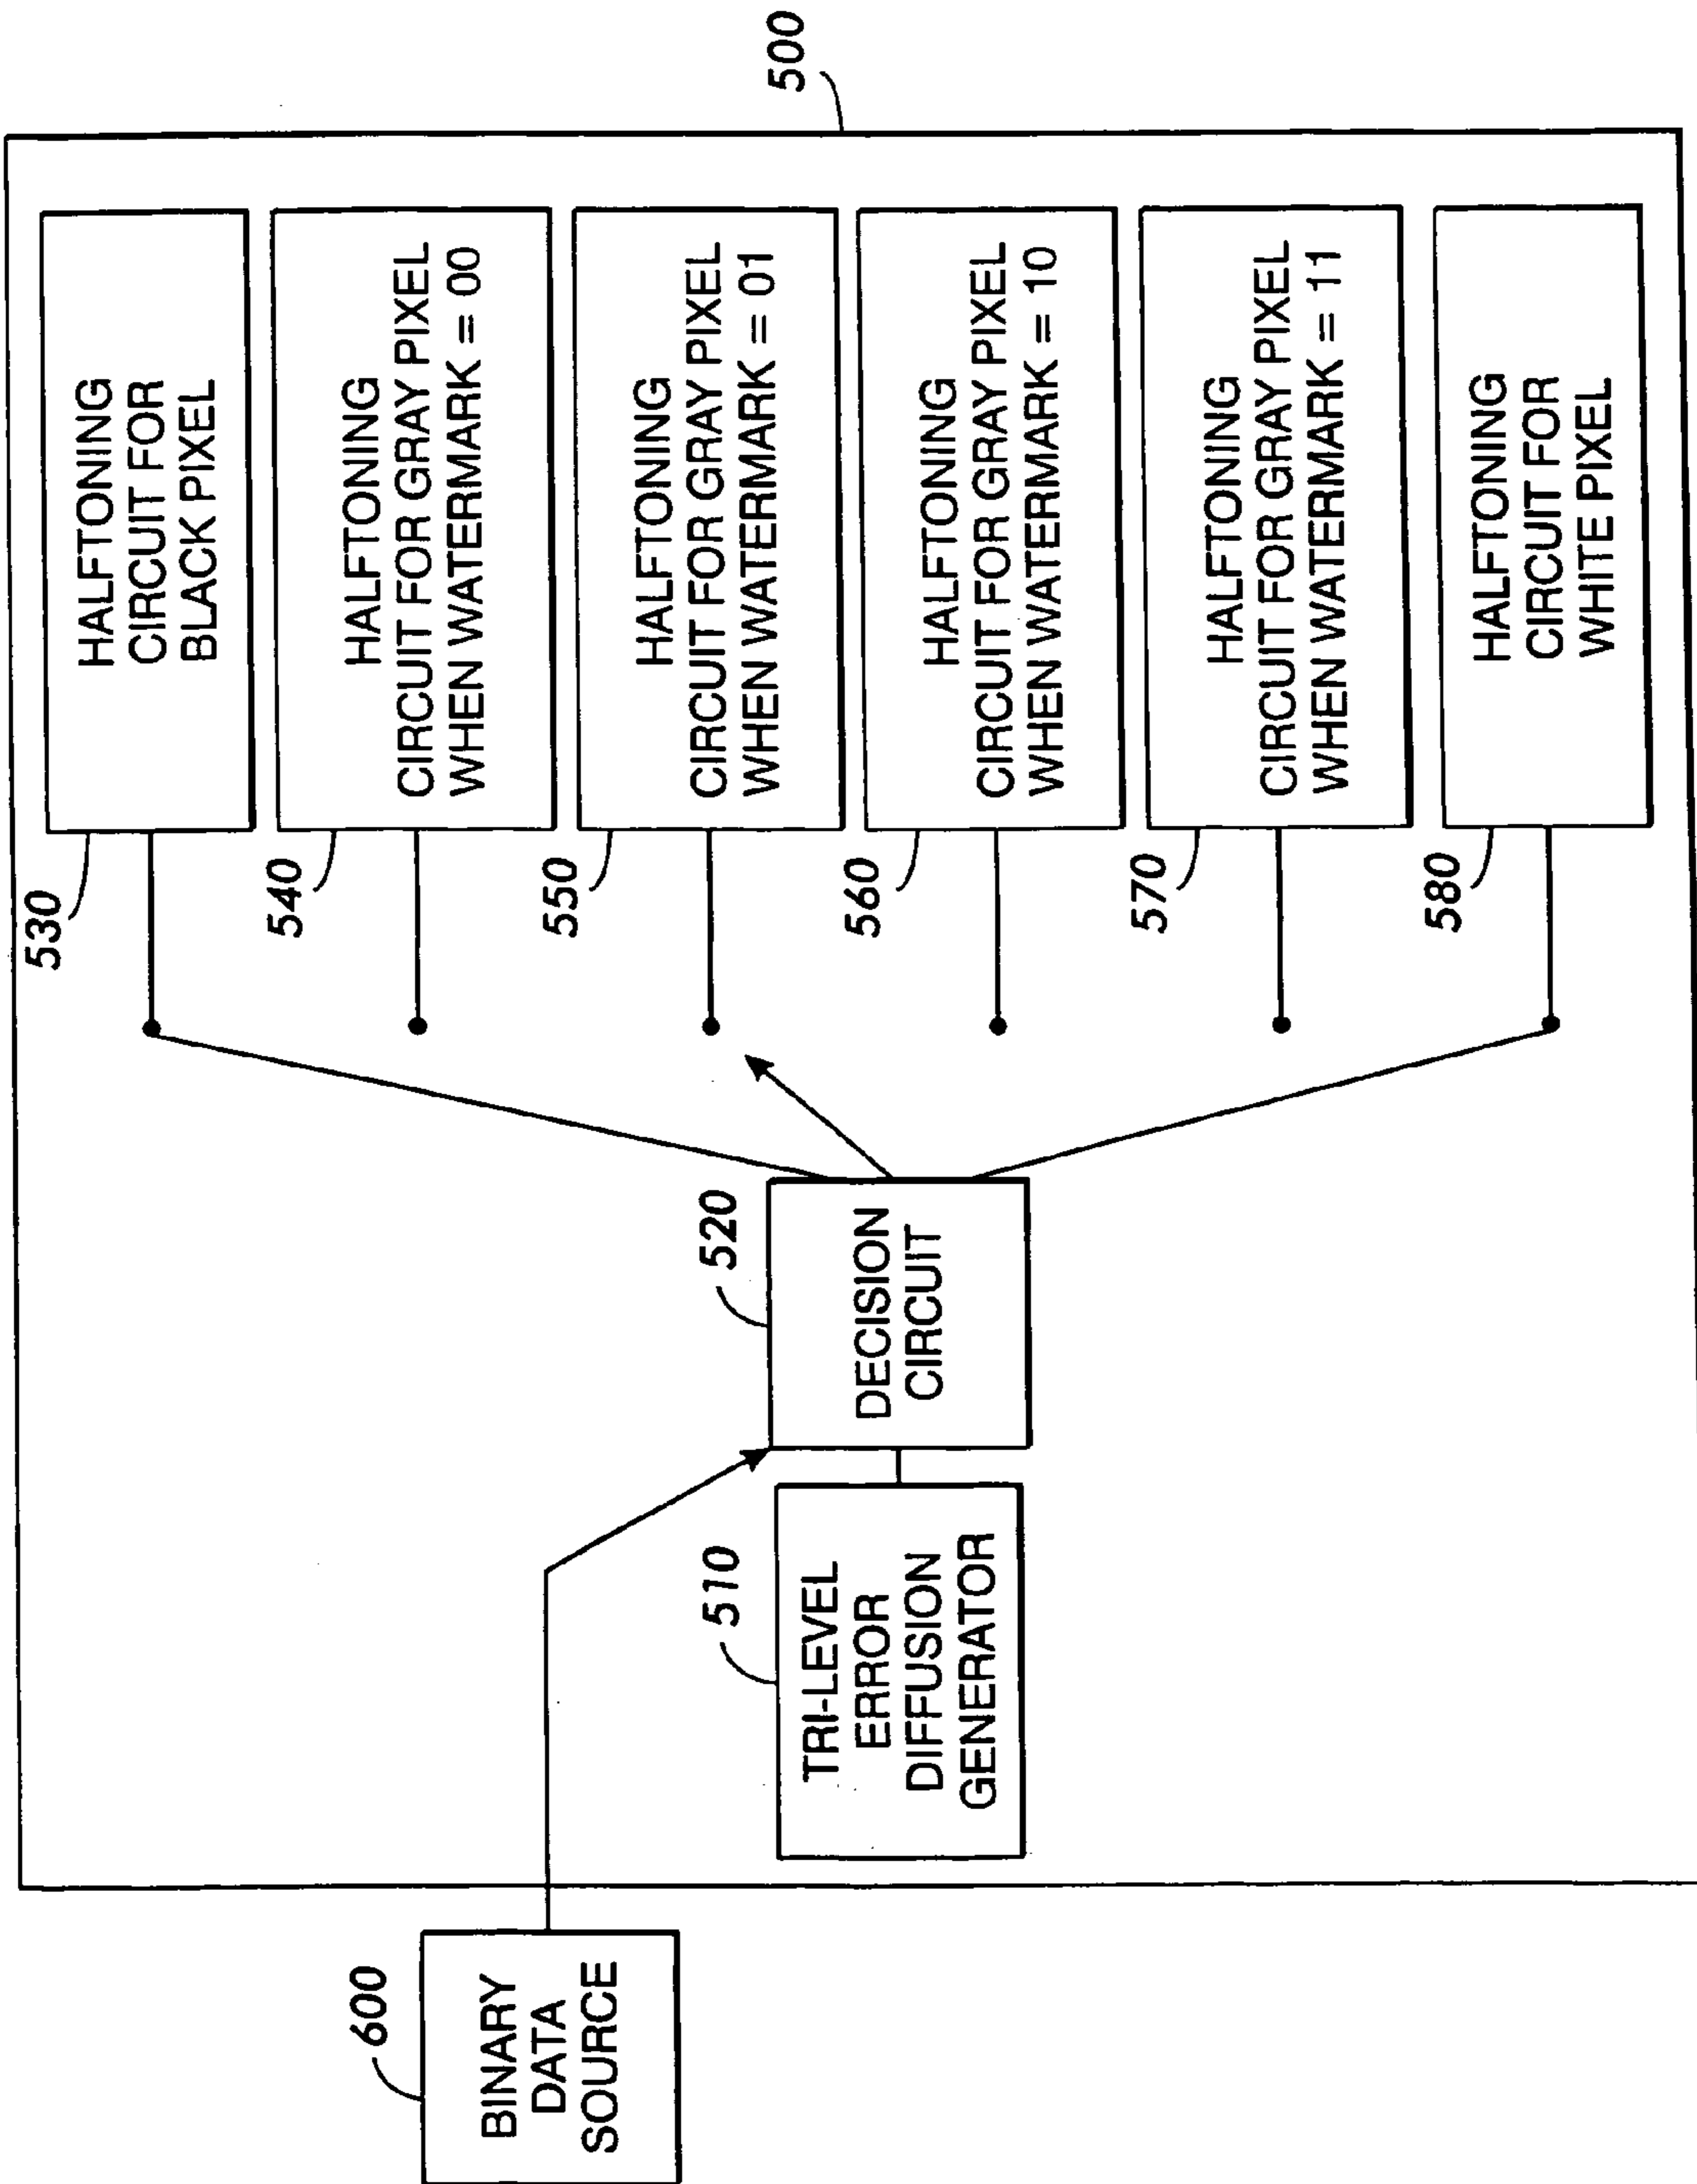 500
530
HALFTONING
CIRCUIT FOR
BLACK PIXEL
540
HALFTONING
CIRCUIT FOR GRAY PIXEL
WHEN WATERMARK = 00
550
HALFTONING
CIRCUIT FOR GRAY PIXEL
WHEN WATERMARK = 01
560
HALFTONING
CIRCUIT FOR GRAY PIXEL
WHEN WATERMARK = 10
570
HALFTONING
CIRCUIT FOR GRAY PIXEL
WHEN WATERMARK = 11
580
HALFTONING
CIRCUIT FOR
WHITE PIXEL
520
DECISION
CIRCUIT
510
TRI-LEVEL
ERROR
DIFFUSION
GENERATOR
600
BINARY
DATA
SOURCE